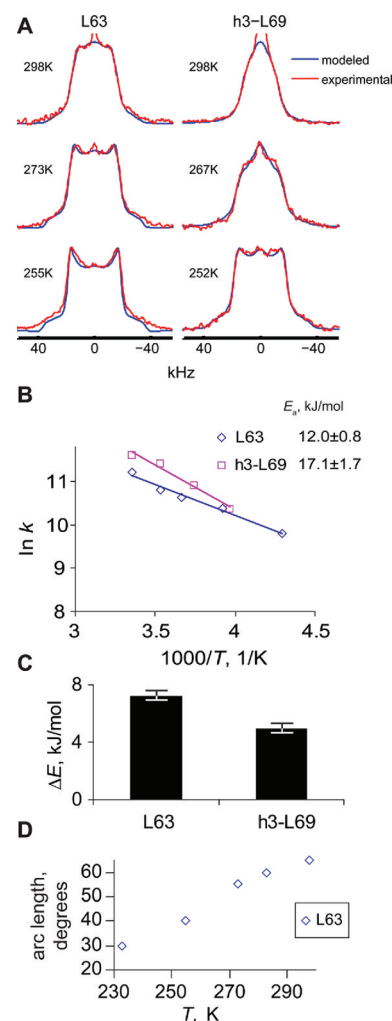 A
L63
h3-L69
298K
298K
modeled
experimental
273K
267K
255K
252K
40 0 -40
40 0 -40
kHz
B
Eₐ, kJ/mol
L63 12.0±0.8
h3-L69 17.1±1.7
11
10
9
8
ln k
3 3.5 4 4.5
1000/T, 1/K
C
8
4
0
ΔE, kJ/mol
L63 h3-L69
D
60
50
40
30
20
arc length, degrees
L63
230 250 270 290
T, K